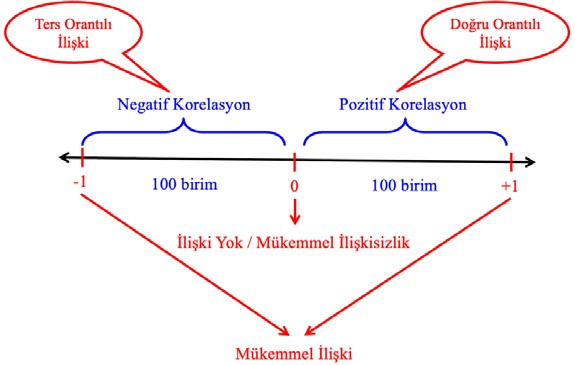 Ters Orantılı
İlişki
Doğru Orantılı
İlişki
Negatif Korelasyon
Pozitif Korelasyon
-1
100 birim
0
100 birim
+1
İlişki Yok / Mükemmel İlişkisizlik
Mükemmel İlişki